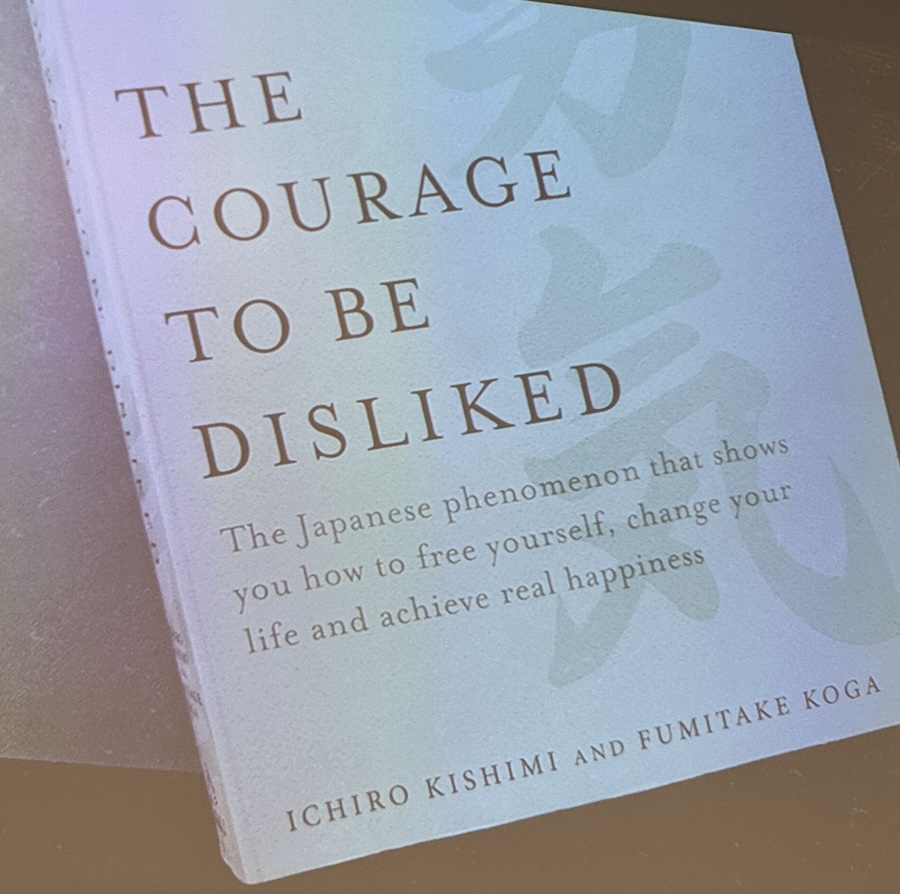 THE
COURAGE
TO BE
DISLIKED
The Japanese phenomenon that shows
you how to free yourself, change your
life and achieve real happiness
ICHIRO KISHIMI AND FUMITAKE KOGA
勇
気